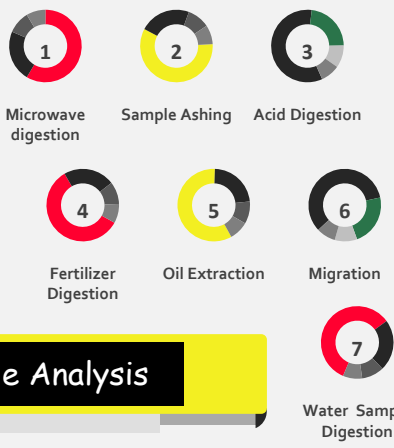 1
2
3
Microwave
digestion
Sample Ashing
Acid Digestion
4
5
6
Fertilizer
Digestion
Oil Extraction
Migration
7
e Analysis
Water Samp
Digestion